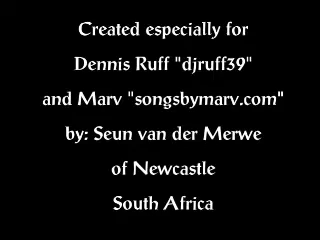 Created especially for
Dennis Ruff "djruff39"
and Marv "songsbymarv.com"
by: Seun van der Merwe
of Newcastle
South Africa